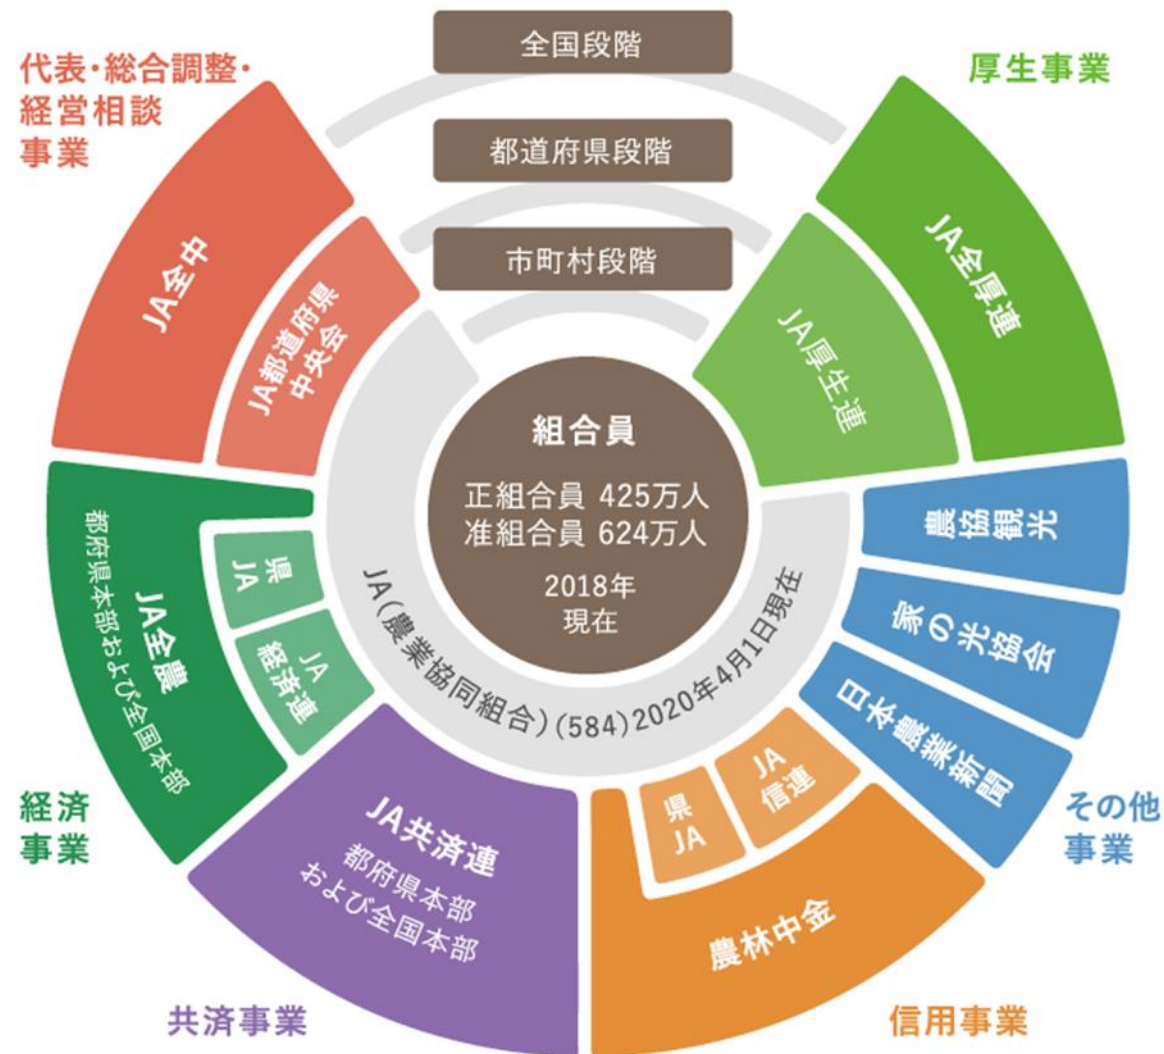 全国段階
都道府県段階
市町村段階
代表・総合調整・
経営相談
事業
JA全中
JA都道府県
中央会
厚生事業
JA全厚連
JA厚生連
組合員
正組合員 425万人
准組合員 624万人
2018年
現在
JA(農業協同組合)(584)2020年4月1日現在
農協観光
家の光協会
日本農業新聞
その他
事業
JA全農
都府県本部および全国本部
県
JA
JA
経済連
経済
事業
JA共済連
都府県本部
および全国本部
共済事業
県
JA
JA
信連
農林中金
信用事業